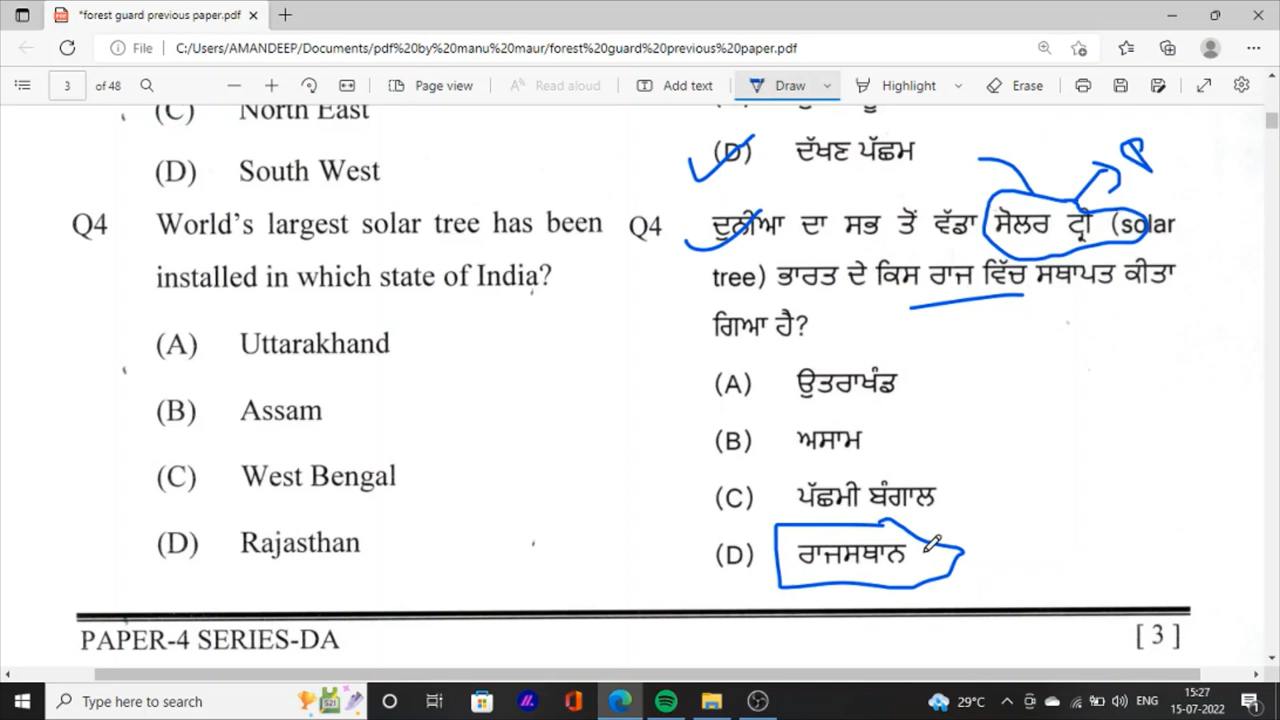 *forest guard previous paper.pdf
File
C:/Users/AMANDEEP/Documents/pdf%20by%20manu%20maur/forest%20guard%20previous%20paper.pdf
3 of 48
Page view
Read aloud
Add text
Draw
Highlight
Erase
(C) North East
(D) South West
(D) ਦੱਖਣ ਪੱਛਮ
Q4 World's largest solar tree has been
installed in which state of India?
(A) Uttarakhand
(B) Assam
(C) West Bengal
(D) Rajasthan
Q4 ਦੁਨੀਆ ਦਾ ਸਭ ਤੋਂ ਵੱਡਾ ਸੋਲਰ ਟ੍ਰੀ (solar
tree) ਭਾਰਤ ਦੇ ਕਿਸ ਰਾਜ ਵਿੱਚ ਸਥਾਪਤ ਕੀਤਾ
ਗਿਆ ਹੈ?
(A) ਉਤਰਾਖੰਡ
(B) ਅਸਾਮ
(C) ਪੱਛਮੀ ਬੰਗਾਲ
(D) ਰਾਜਸਥਾਨ
PAPER-4 SERIES-DA
[ 3 ]
Type here to search
29°C
ENG
15:27
15-07-2022